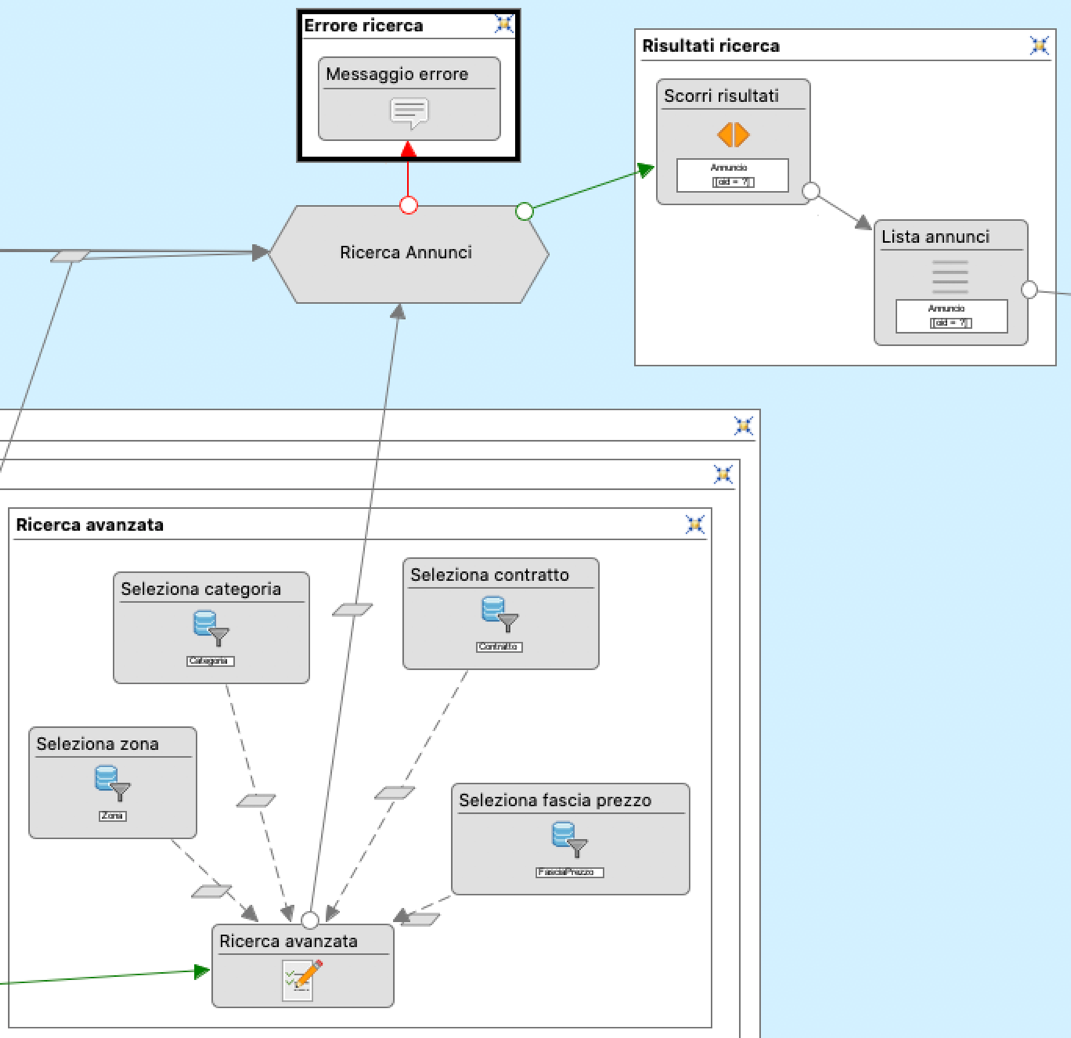 Errore ricerca
Messaggio errore
Risultati ricerca
Scorri risultati
Annuncio
[oid = ?]
Lista annunci
Annuncio
[oid = ?]
Ricerca Annunci
Ricerca avanzata
Seleziona categoria
Categoria
Seleziona contratto
Contratto
Seleziona zona
Zona
Seleziona fascia prezzo
FasciaPrezzo
Ricerca avanzata